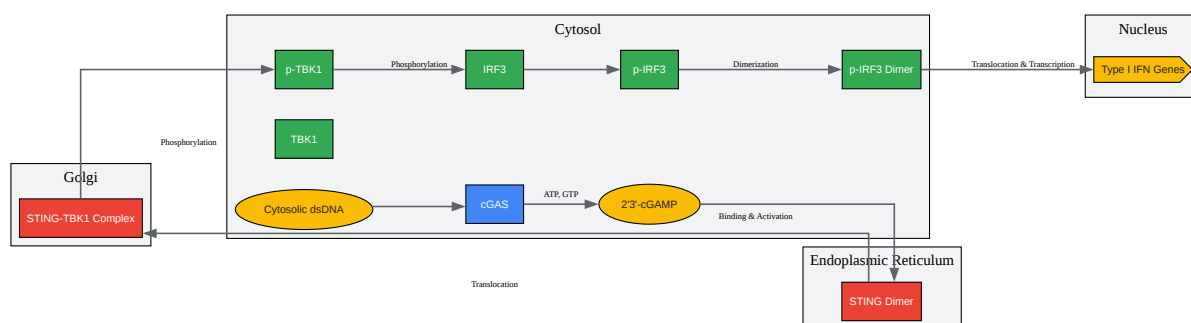 Cytosol
Nucleus
p-TBK1
Phosphorylation
IRF3
p-IRF3
Dimerization
p-IRF3 Dimer
Translocation & Transcription
Type I IFN Genes
TBK1
Phosphorylation
Golgi
STING-TBK1 Complex
Cytosolic dsDNA
cGAS
ATP, GTP
2'3'-cGAMP
Binding & Activation
Endoplasmic Reticulum
Translocation
STING Dimer